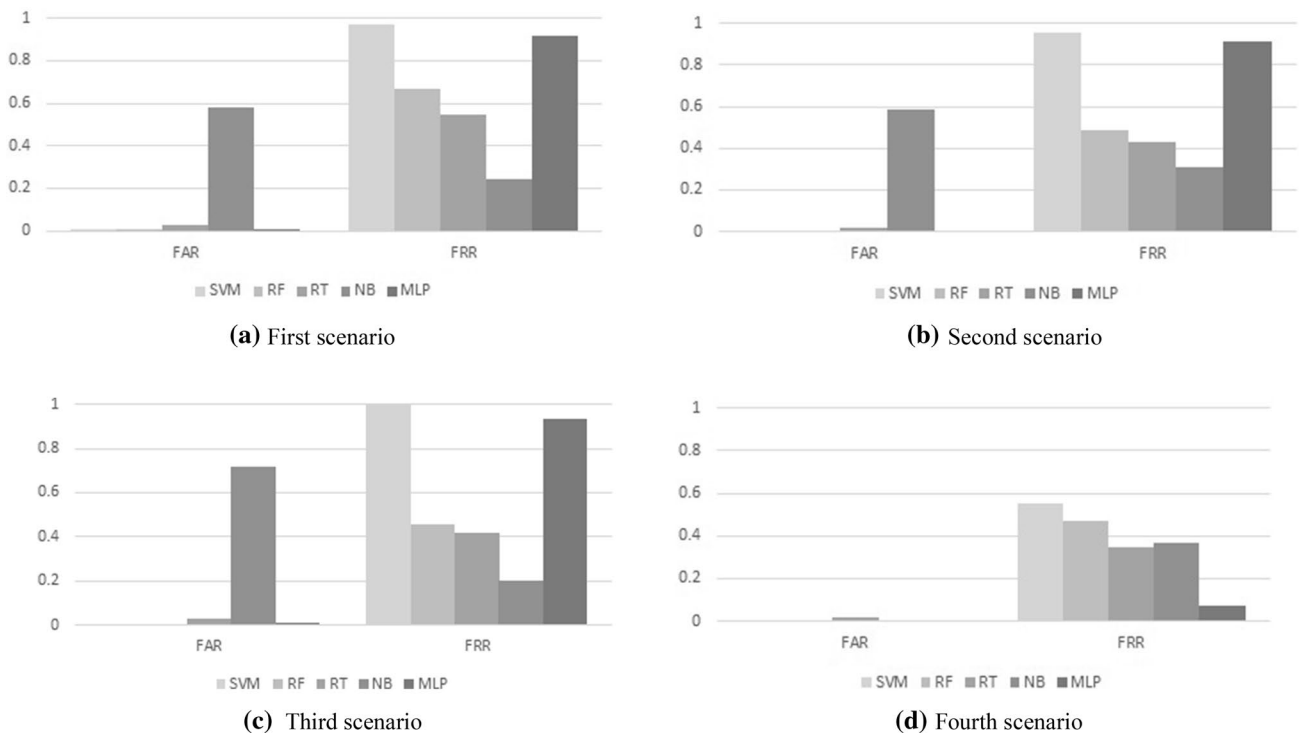 1
0.8
0.6
0.4
0.2
0
FAR FRR
SVM RF RT NB MLP
(a) First scenario
1
0.8
0.6
0.4
0.2
0
FAR FRR
SVM RF RT NB MLP
(b) Second scenario
1
0.8
0.6
0.4
0.2
0
FAR FRR
SVM RF RT NB MLP
(c) Third scenario
1
0.8
0.6
0.4
0.2
0
FAR FRR
SVM RF RT NB MLP
(d) Fourth scenario